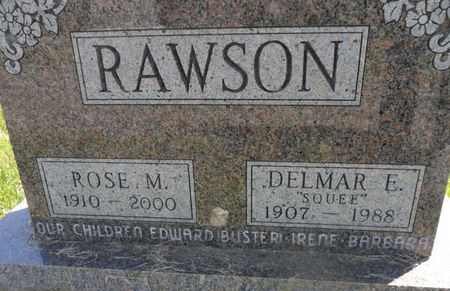 RAWSON
ROSE M.
1910 - 2000
DELMAR E.
"SQUEE"
1907 - 1988
OUR CHILDREN EDWARD (BUSTER) IRENE - BARBARA